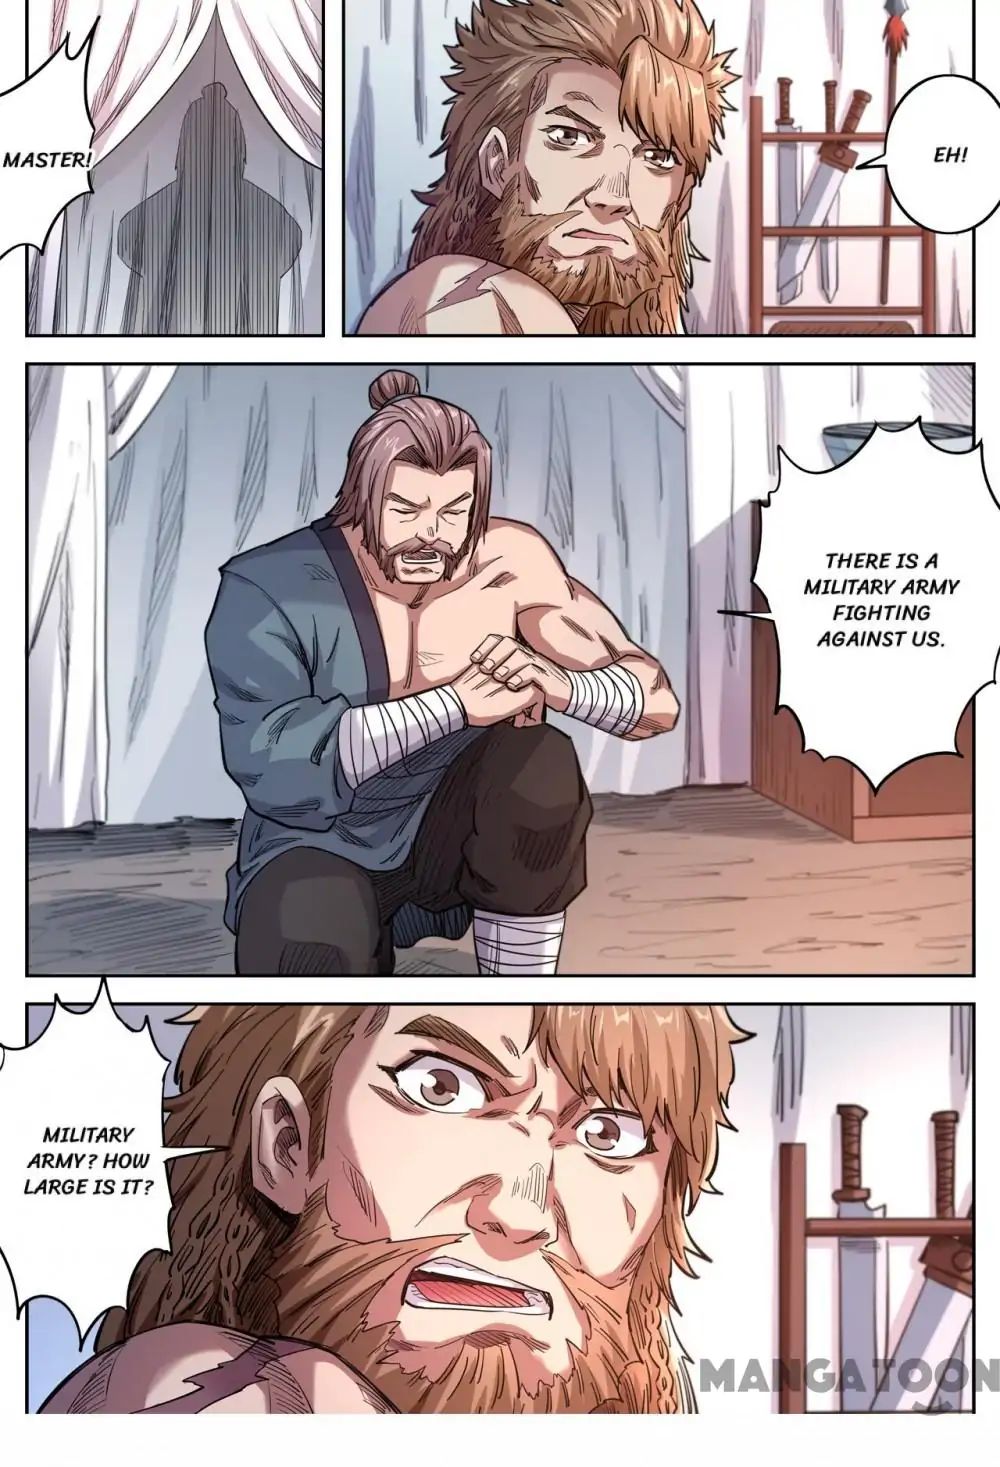 MASTER!
EH!
THERE IS A
MILITARY ARMY
FIGHTING
AGAINST US.
MILITARY
ARMY? HOW
LARGE IS IT?
MANGATOON